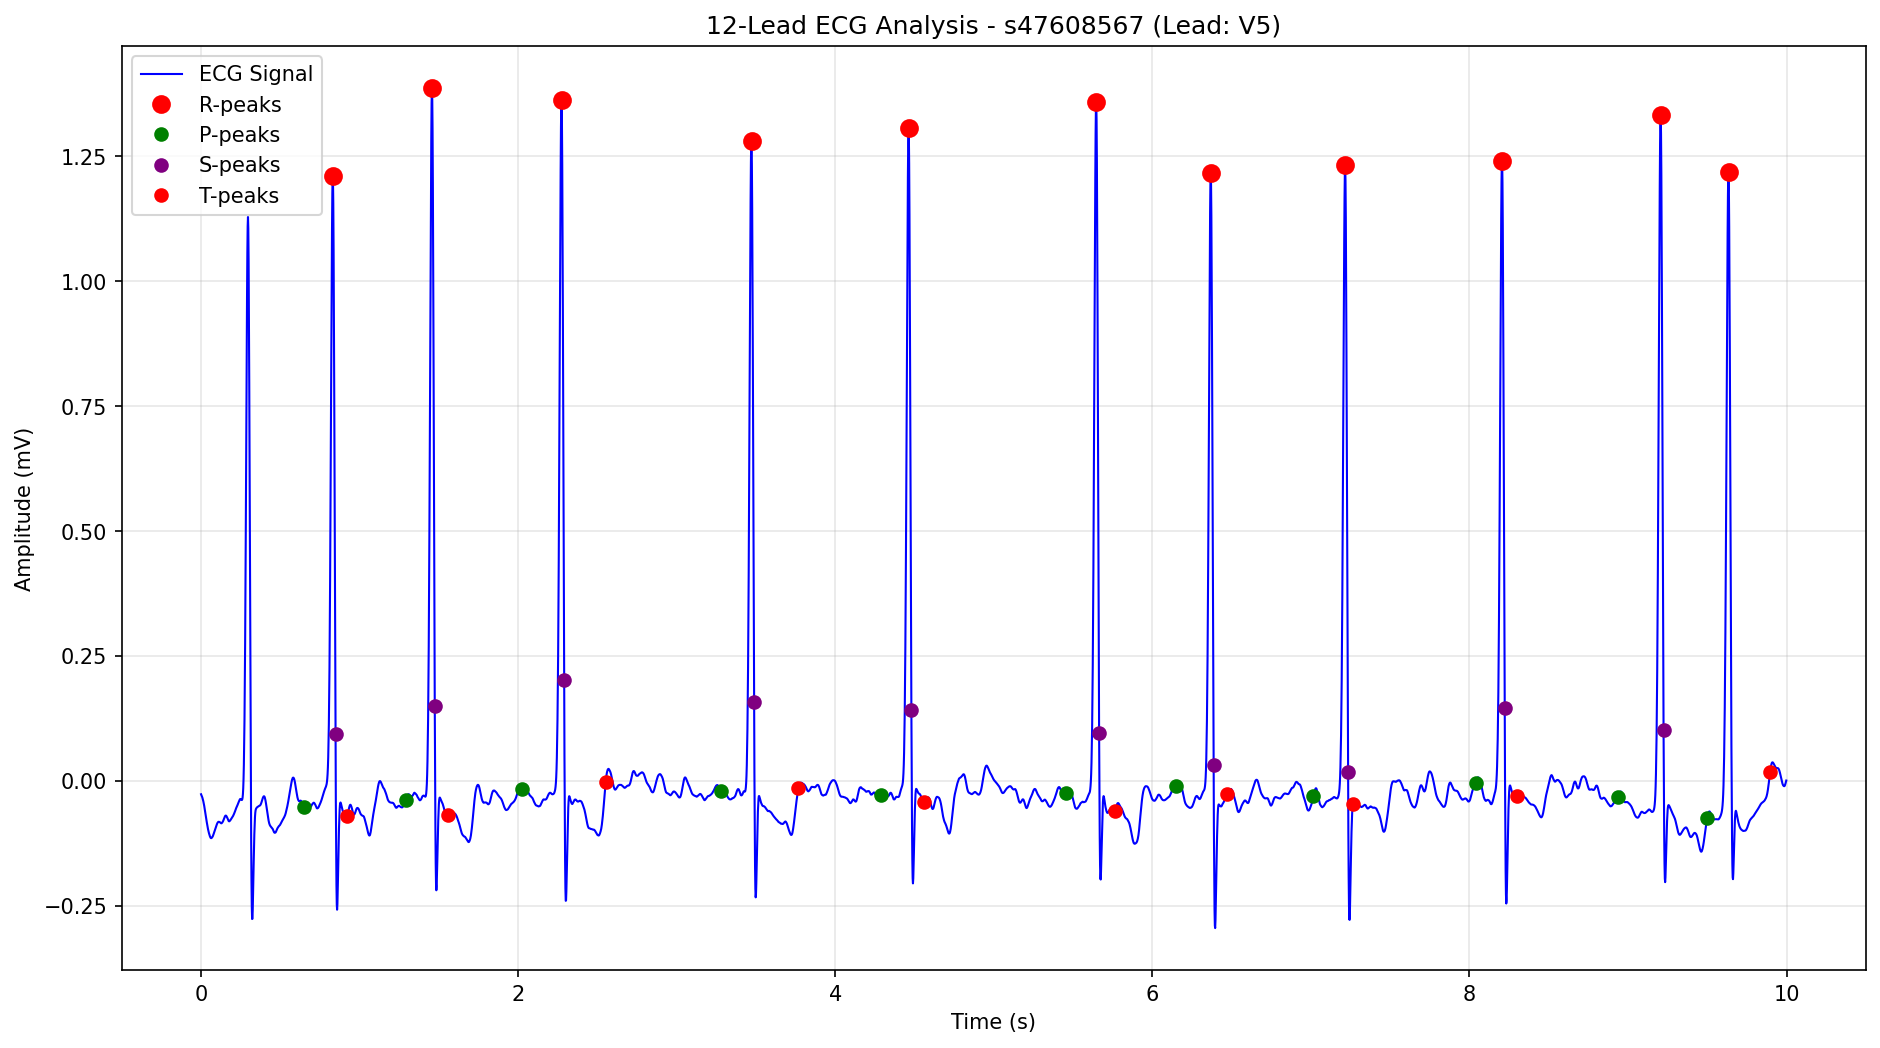 12-Lead ECG Analysis - s47608567 (Lead: V5)
ECG Signal
R-peaks
P-peaks
S-peaks
T-peaks
1.25
1.00
0.75
0.50
0.25
0.00
−0.25
Amplitude (mV)
0 2 4 6 8 10
Time (s)